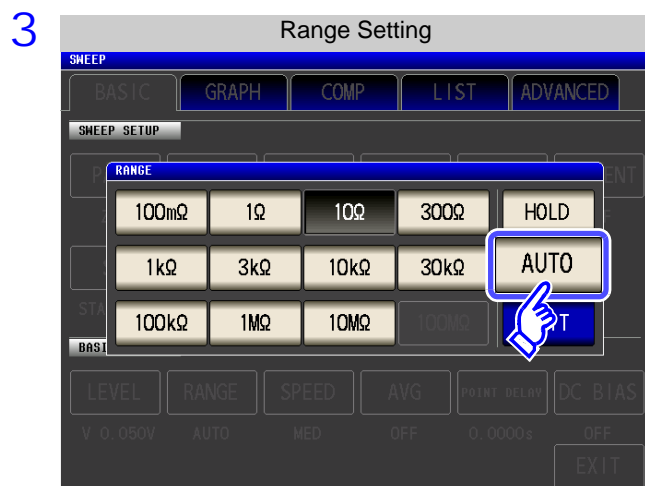 3
Range Setting
SWEEP
BASIC GRAPH COMP LIST ADVANCED
SWEEP SETUP
RANGE
100mΩ 1Ω 10Ω 300Ω HOLD
1kΩ 3kΩ 10kΩ 30kΩ AUTO
100kΩ 1MΩ 10MΩ 100MΩ
LEVEL RANGE SPEED AVG POINT DELAY DC BIAS
V 0.050V AUTO MED OFF 0.0000s OFF
EXIT